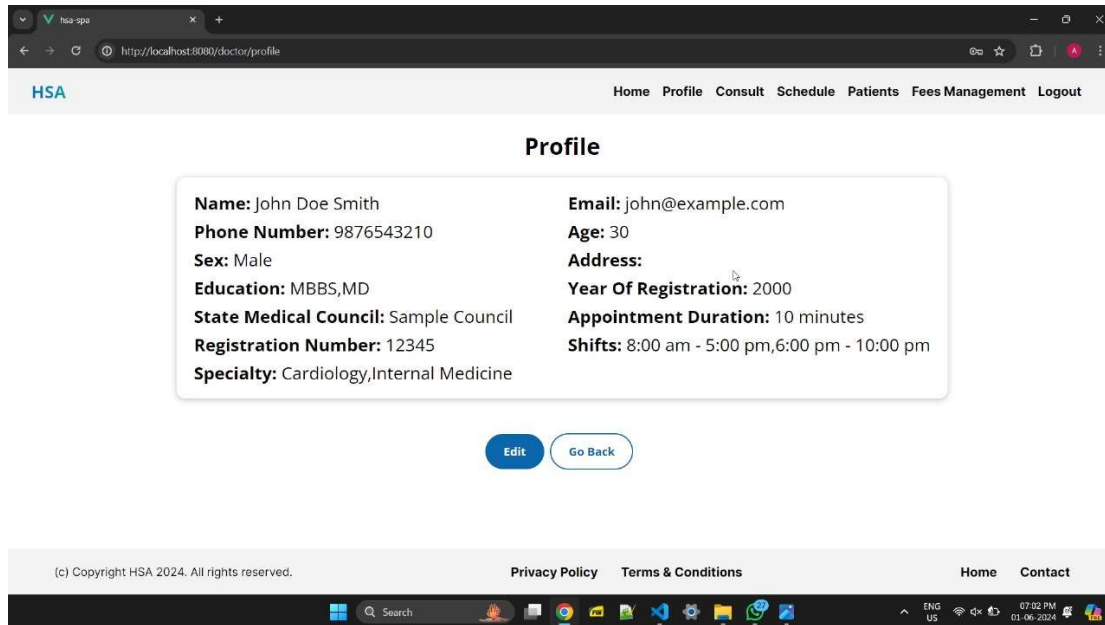 hsa-spa
http://localhost:8080/doctor/profile
A
HSA
Home Profile Consult Schedule Patients Fees Management Logout
Profile
Name: John Doe Smith
Phone Number: 9876543210
Sex: Male
Education: MBBS,MD
State Medical Council: Sample Council
Registration Number: 12345
Specialty: Cardiology,Internal Medicine
Email: john@example.com
Age: 30
Address:
Year Of Registration: 2000
Appointment Duration: 10 minutes
Shifts: 8:00 am - 5:00 pm,6:00 pm - 10:00 pm
Edit Go Back
(c) Copyright HSA 2024. All rights reserved. Privacy Policy Terms & Conditions Home Contact
Search
27
ENG
US
07:02 PM
01-06-2024